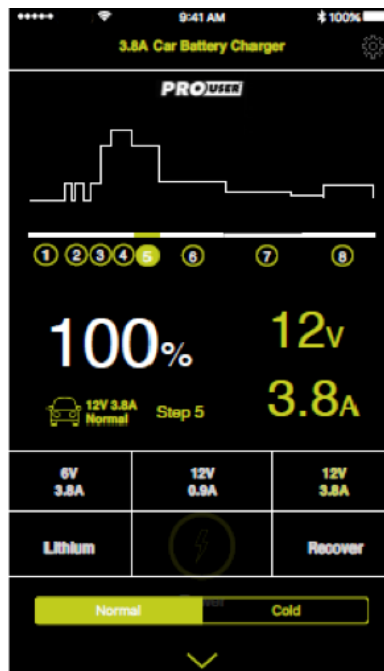 9:41 AM
100%
3.8A Car Battery Charger
PROUSER
1 2 3 4 5 6 7 8
100%
12V
3.8A
12V 3.8A
Normal
Step 5
6V
3.8A
12V
0.9A
12V
3.8A
Lithium
Recover
Normal
Cold